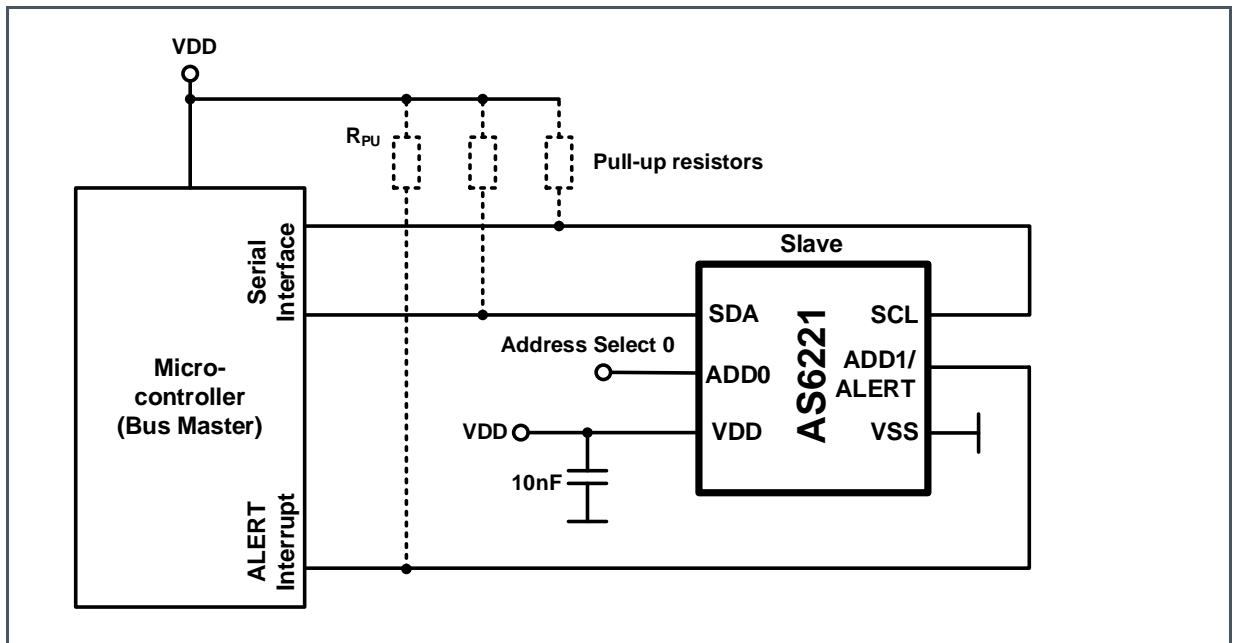 VDD
RPU
Pull-up resistors
Serial
Interface
Slave
SDA
SCL
Address Select 0
ADD0
ADD1/
ALERT
AS6221
Micro-
controller
(Bus Master)
VDD
VDD
VSS
10nF
ALERT
Interrupt